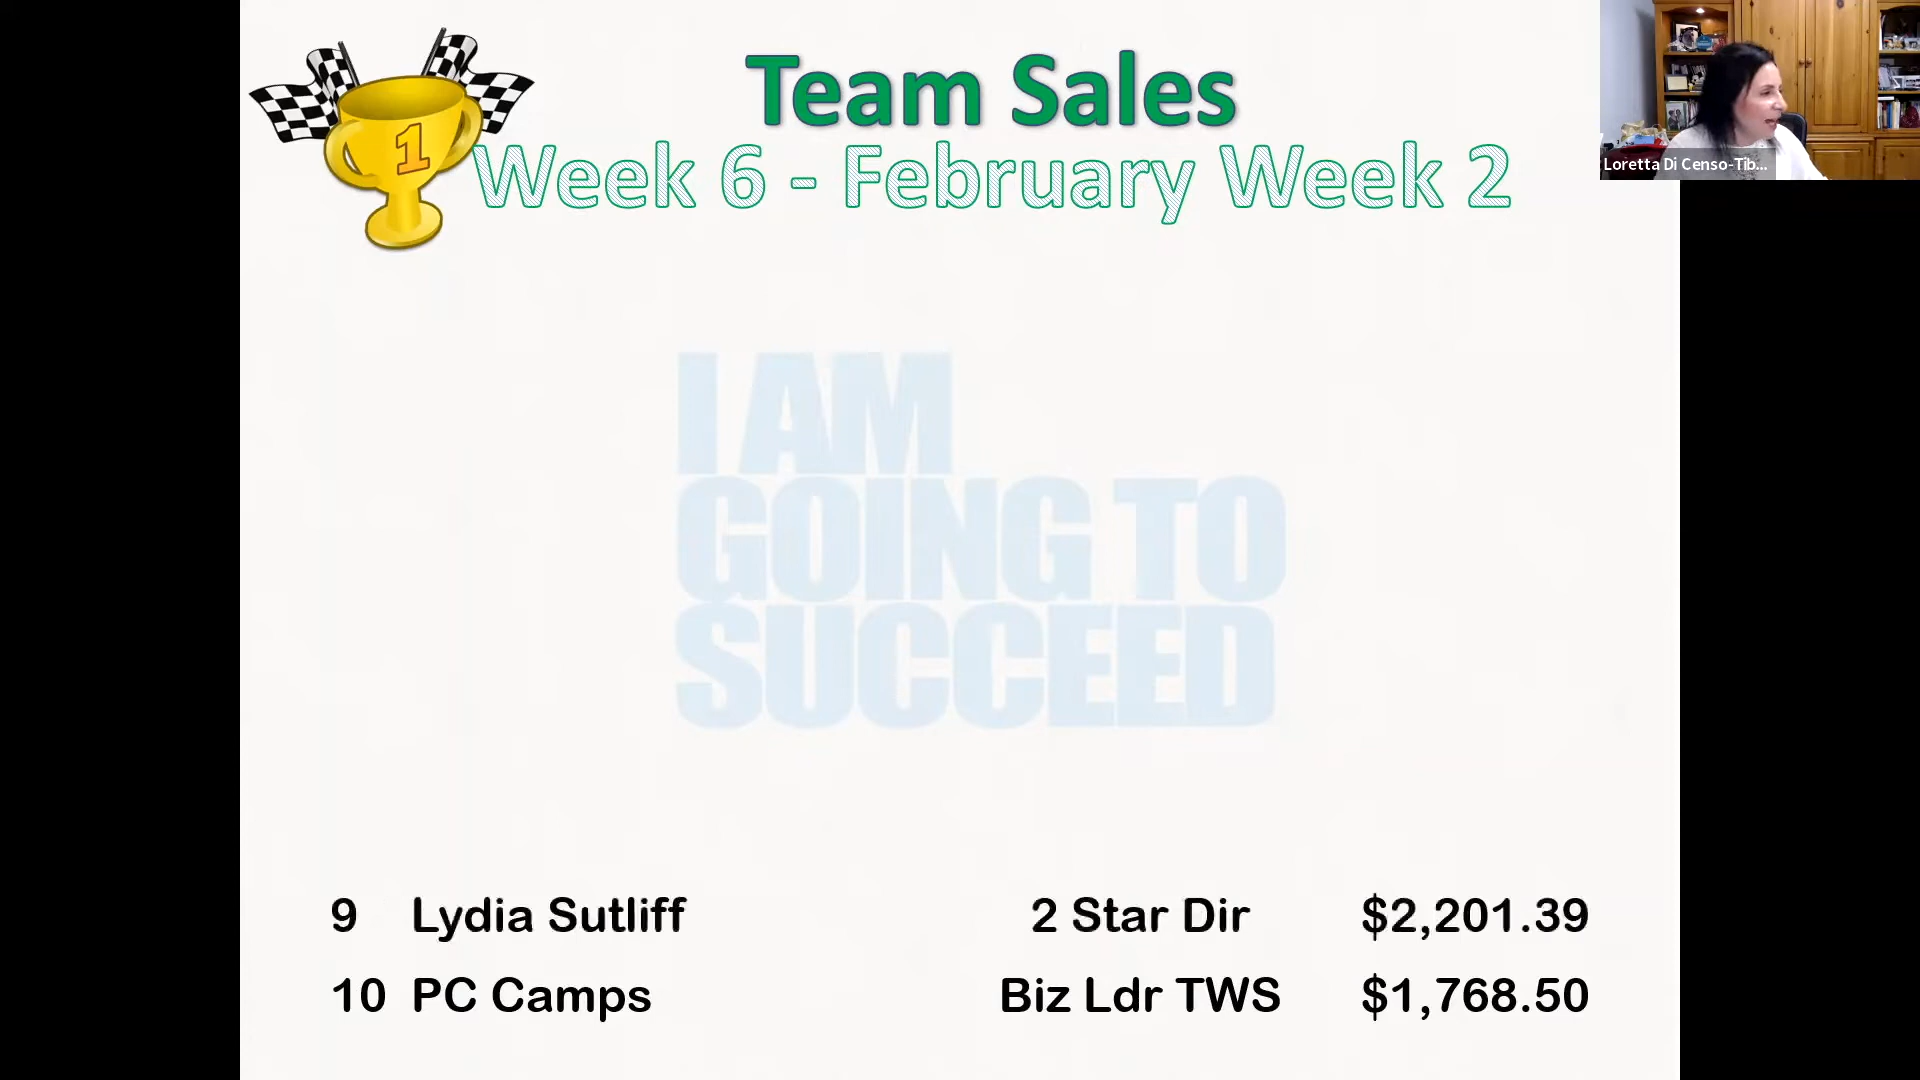 Team Sales
1
Week 6 - February Week 2
Loretta Di Censo-Tib...
I AM
GOING TO
SUCCEED
9 Lydia Sutliff 2 Star Dir $2,201.39
10 PC Camps Biz Ldr TWS $1,768.50